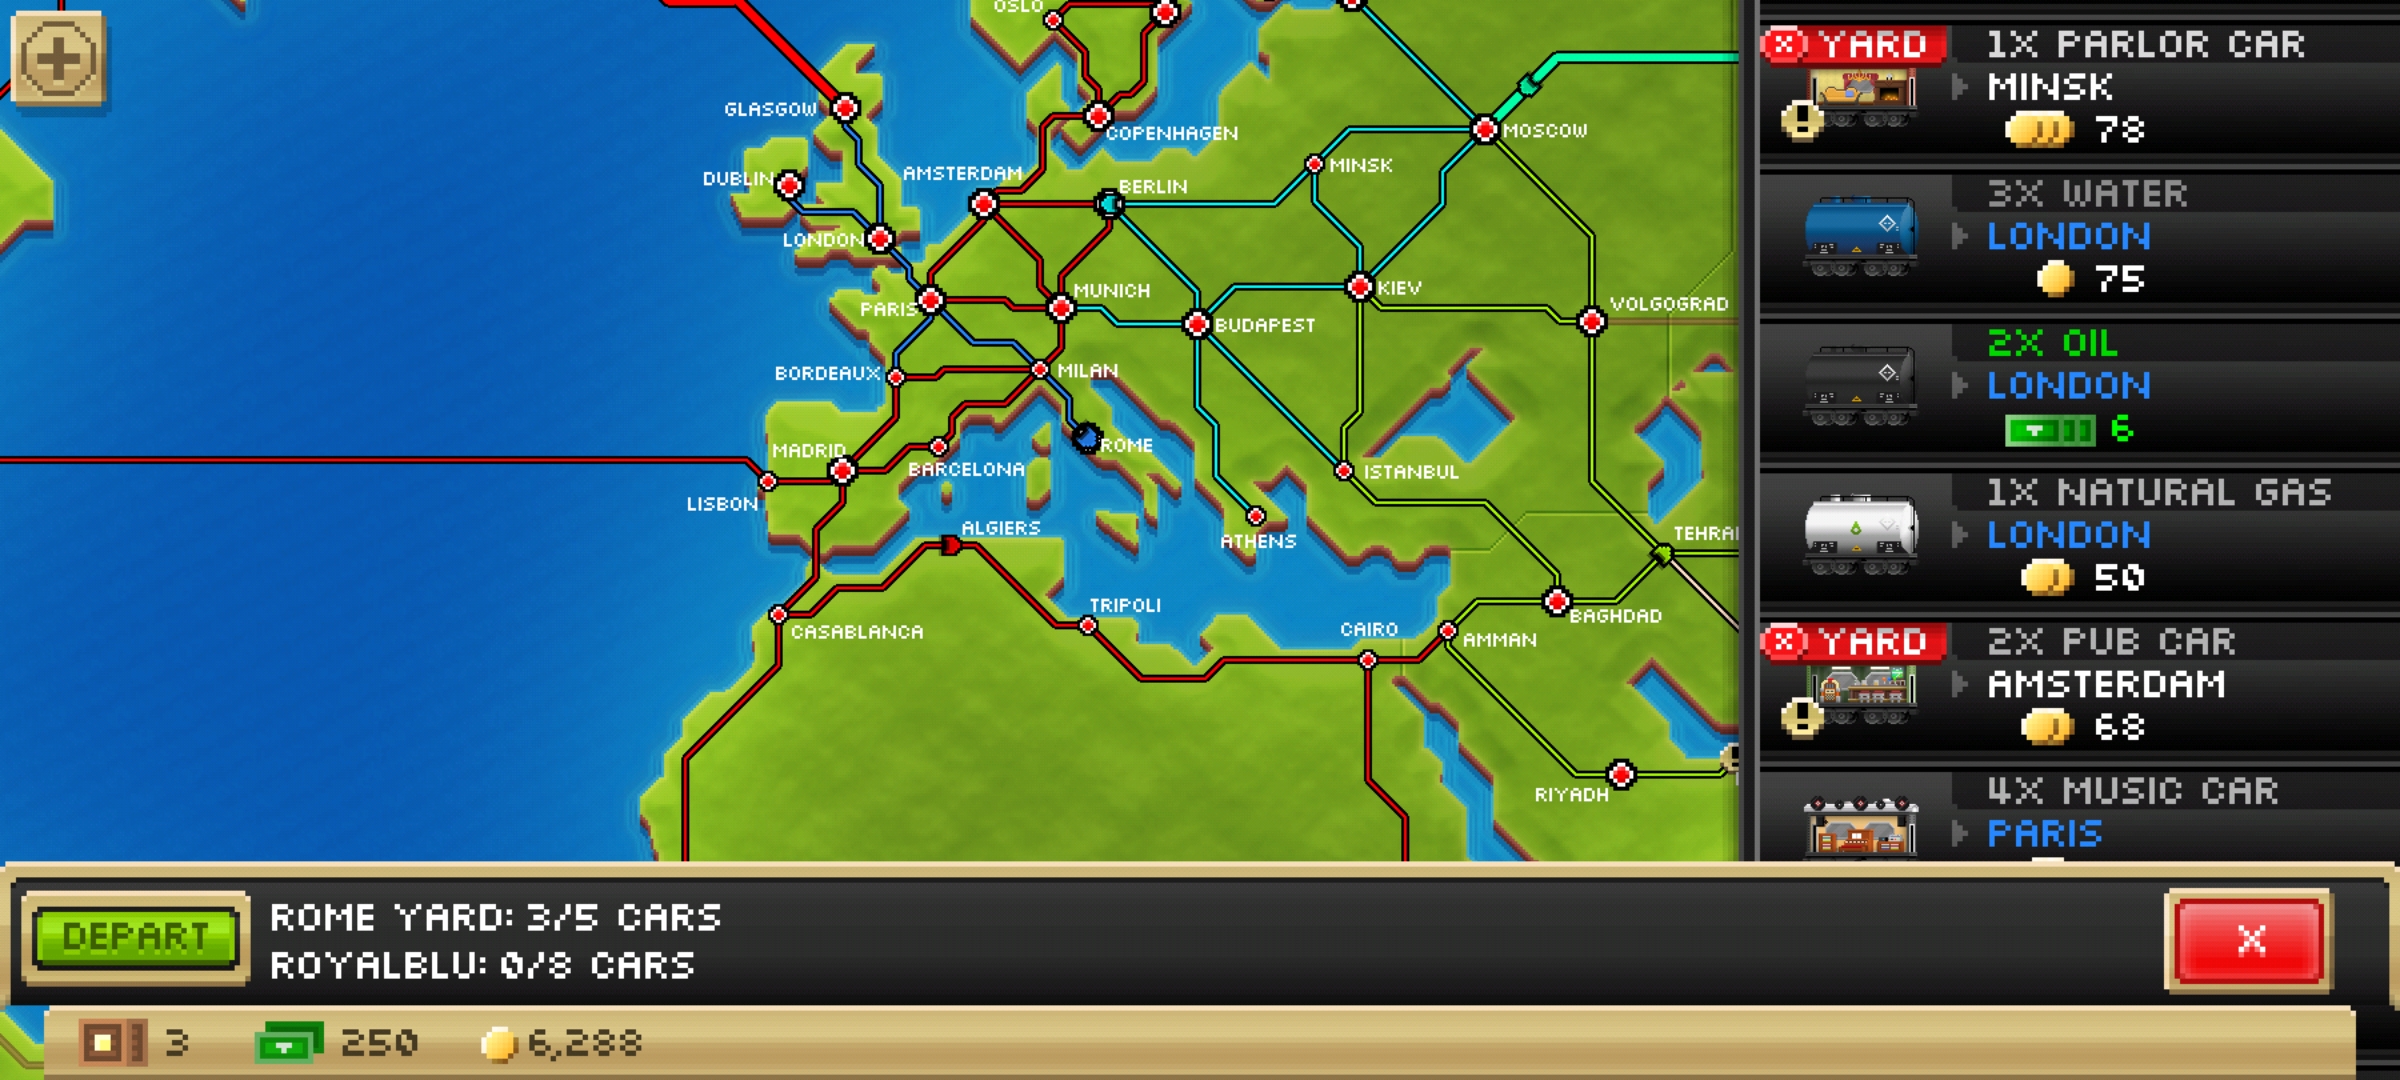 OSLO
GLASGOW
COPENHAGEN
MOSCOW
DUBLIN
AMSTERDAM
BERLIN
MINSK
LONDON
PARIS
MUNICH
BUDAPEST
KIEV
VOLGOGRAD
BORDEAUX
MILAN
MADRID
BARCELONA
ROME
ISTANBUL
LISBON
ALGIERS
ATHENS
TEHRA
CASABLANCA
TRIPOLI
CAIRO
AMMAN
BAGHDAD
RIYADH
X YARD
1X PARLOR CAR
MINSK
78
3X WATER
LONDON
75
2X OIL
LONDON
6
1X NATURAL GAS
LONDON
50
X YARD
2X PUB CAR
AMSTERDAM
68
4X MUSIC CAR
PARIS
DEPART
ROME YARD: 3/5 CARS
ROYALBLU: 0/8 CARS
X
3
250
6,288